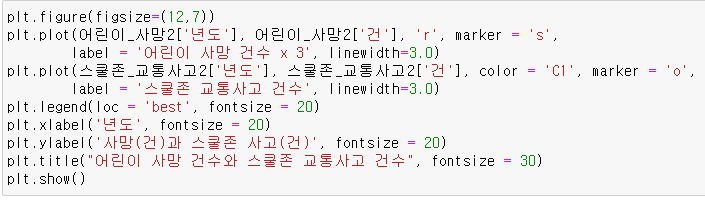 plt.figure(figsize=(12,7))
plt.plot(어린이_사망2['년도'], 어린이_사망2['건'], 'r', marker = 's',
label = '어린이 사망 건수 x 3', linewidth=3.0)
plt.plot(스쿨존_교통사고2['년도'], 스쿨존_교통사고2['건'], color = 'C1', marker = 'o',
label = '스쿨존 교통사고 건수', linewidth=3.0)
plt.legend(loc = 'best', fontsize = 20)
plt.xlabel('년도', fontsize = 20)
plt.ylabel('사망(건)과 스쿨존 사고(건)', fontsize = 20)
plt.title("어린이 사망 건수와 스쿨존 교통사고 건수", fontsize = 30)
plt.show()